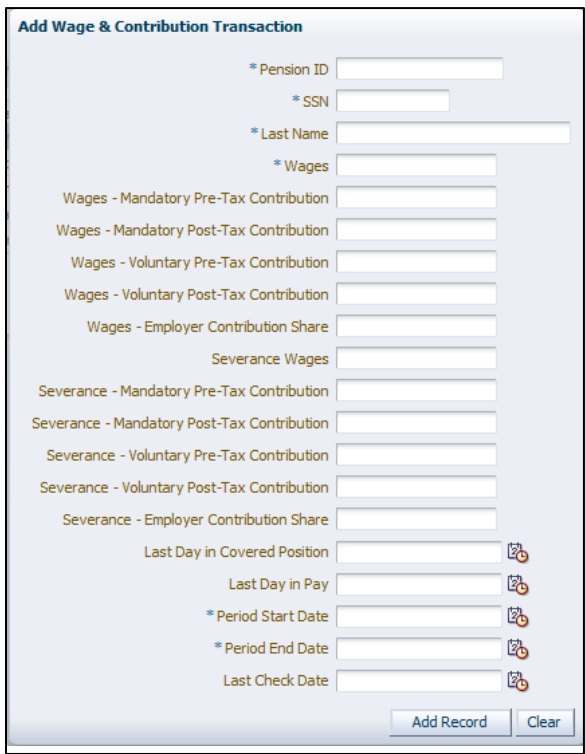 Add Wage & Contribution Transaction
* Pension ID
* SSN
* Last Name
* Wages
Wages - Mandatory Pre-Tax Contribution
Wages - Mandatory Post-Tax Contribution
Wages - Voluntary Pre-Tax Contribution
Wages - Voluntary Post-Tax Contribution
Wages - Employer Contribution Share
Severance Wages
Severance - Mandatory Pre-Tax Contribution
Severance - Mandatory Post-Tax Contribution
Severance - Voluntary Pre-Tax Contribution
Severance - Voluntary Post-Tax Contribution
Severance - Employer Contribution Share
Last Day in Covered Position
Last Day in Pay
* Period Start Date
* Period End Date
Last Check Date
Add Record Clear